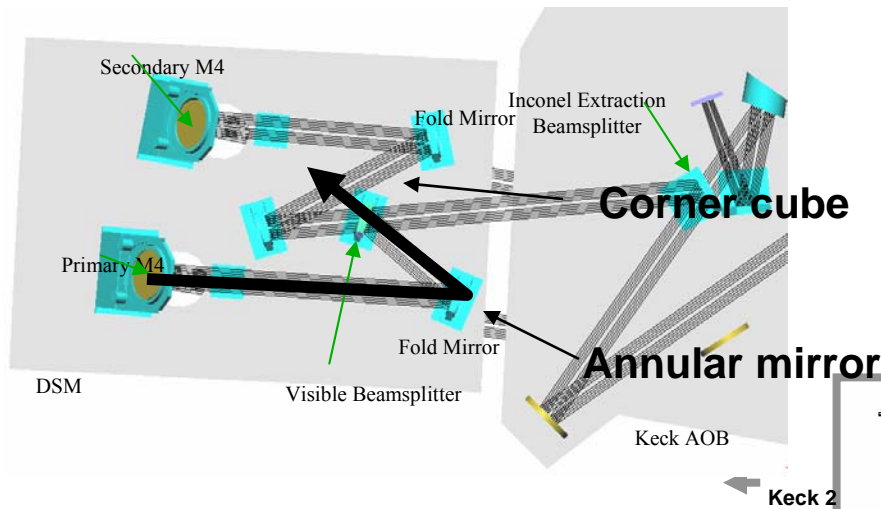 Secondary M4
Fold Mirror
Inconel Extraction
Beamsplitter
Corner cube
Primary M4
Fold Mirror
Annular mirror
DSM
Visible Beamsplitter
Keck AOB
Keck 2